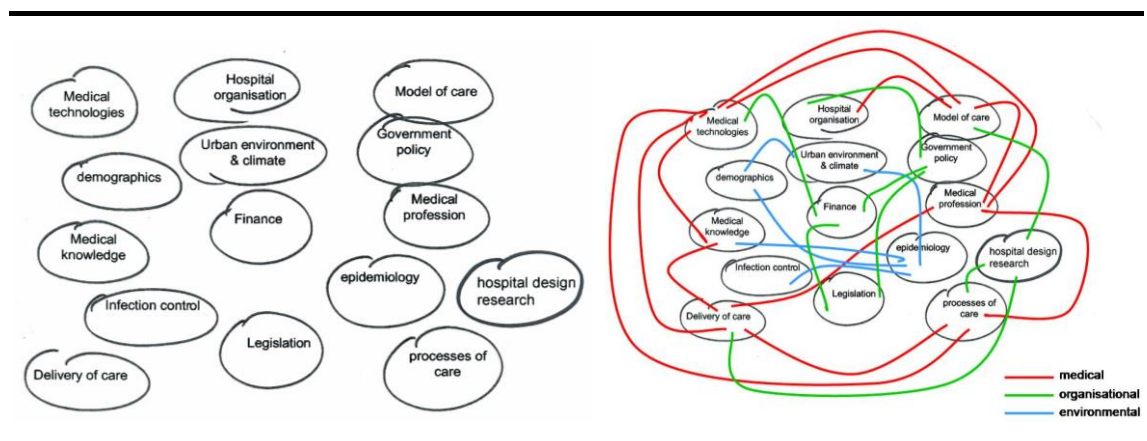 Medical
technologies
Hospital
organisation
Model of care
Urban environment
& climate
Government
policy
demographics
Finance
Medical
profession
Medical
knowledge
epidemiology
hospital design
research
Infection control
Legislation
processes of
care
Delivery of care
Medical
technologies
Hospital
organisation
Model of care
Urban environment
& climate
Government
policy
demographics
Finance
Medical
profession
Medical
knowledge
epidemiology
hospital design
research
Infection control
Legislation
processes of
care
Delivery of care
medical
organisational
environmental